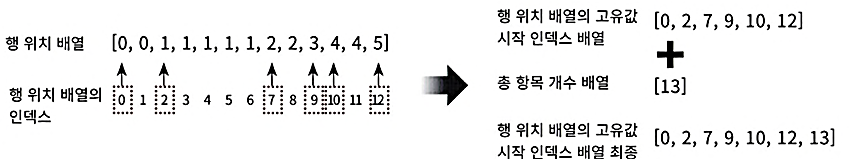 행 위치 배열 [0, 0, 1, 1, 1, 1, 1, 2, 2, 3, 4, 4, 5]
행 위치 배열의
인덱스
0 1 2 3 4 5 6 7 8 9 10 11 12
행 위치 배열의 고유값
시작 인덱스 배열
[0, 2, 7, 9, 10, 12]
+
총 항목 개수 배열 [13]
행 위치 배열의 고유값
시작 인덱스 배열 최종
[0, 2, 7, 9, 10, 12, 13]